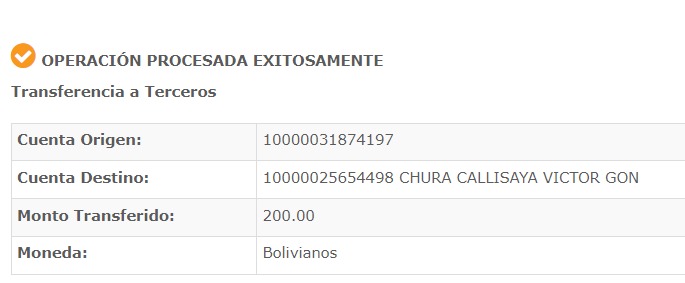 OPERACIÓN PROCESADA EXITOSAMENTE
Transferencia a Terceros
Cuenta Origen: 10000031874197
Cuenta Destino: 10000025654498 CHURA CALLISAYA VICTOR GON
Monto Transferido: 200.00
Moneda: Bolivianos